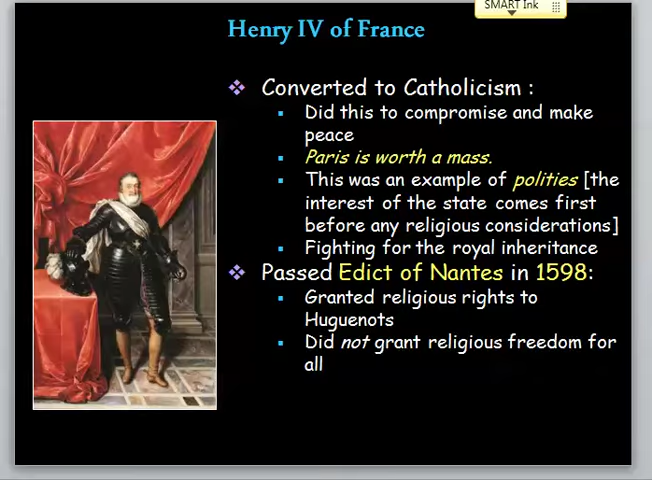 SMART Ink
Henry IV of France
Converted to Catholicism :
Did this to compromise and make
peace
Paris is worth a mass.
This was an example of polities [the
interest of the state comes first
before any religious considerations]
Fighting for the royal inheritance
Passed Edict of Nantes in 1598:
Granted religious rights to
Huguenots
Did not grant religious freedom for
all